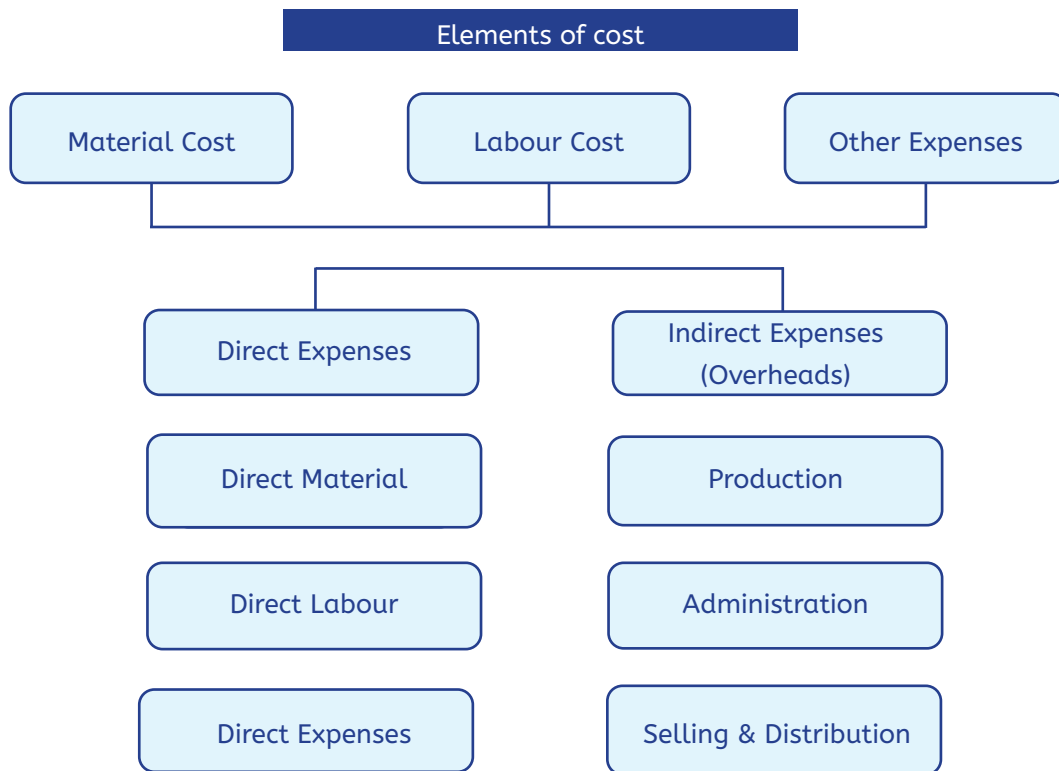 Elements of cost
Material Cost
Labour Cost
Other Expenses
Direct Expenses
Indirect Expenses
(Overheads)
Direct Material
Production
Direct Labour
Administration
Direct Expenses
Selling & Distribution